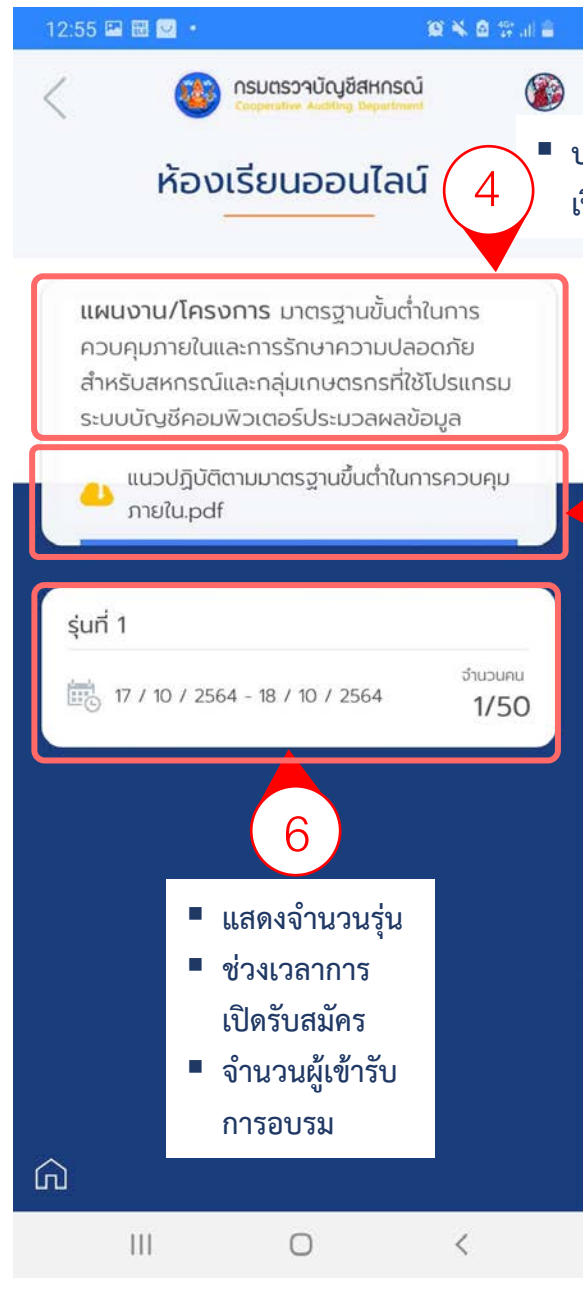 12:55
กรมตรวจบัญชีสหกรณ์
Cooperative Auditing Department
ห้องเรียนออนไลน์
4
แผนงาน/โครงการ มาตรฐานขั้นต่ำในการ
ควบคุมภายในและการรักษาความปลอดภัย
สำหรับสหกรณ์และกลุ่มเกษตรกรที่ใช้โปรแกรม
ระบบบัญชีคอมพิวเตอร์ประมวลผลข้อมูล
แนวปฏิบัติตามมาตรฐานขึ้นต่ำในการควบคุม
ภายใน.pdf
รุ่นที่ 1
17 / 10 / 2564 - 18 / 10 / 2564
จำนวนคน
1/50
6
▪ แสดงจำนวนรุ่น
▪ ช่วงเวลาการ
เปิดรับสมัคร
▪ จำนวนผู้เข้ารับ
การอบรม